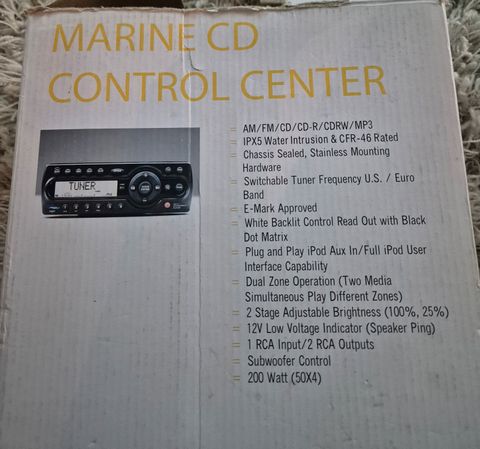 MARINE CD
CONTROL CENTER
TUNER
= AM/FM/CD/CD-R/CDRW/MP3
= IPX5 Water Intrusion & CFR-46 Rated
= Chassis Sealed, Stainless Mounting
Hardware
= Switchable Tuner Frequency U.S. / Euro
Band
= E-Mark Approved
= White Backlit Control Read Out with Black
Dot Matrix
= Plug and Play iPod Aux In/Full iPod User
Interface Capability
= Dual Zone Operation (Two Media
Simultaneous Play Different Zones)
= 2 Stage Adjustable Brightness (100%, 25%)
= 12V Low Voltage Indicator (Speaker Ping)
= 1 RCA Input/2 RCA Outputs
= Subwoofer Control
= 200 Watt (50X4)